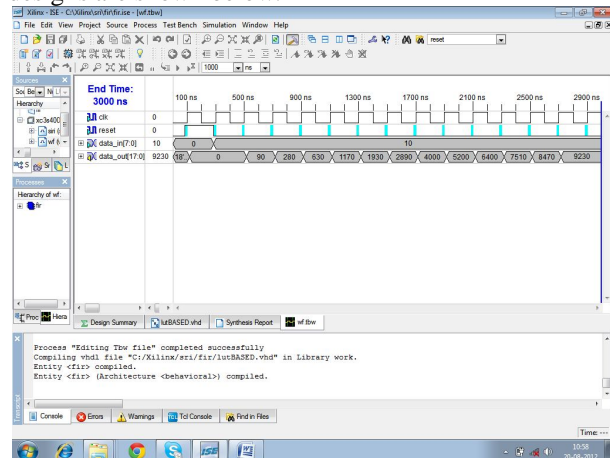 Xilinx - ISE - C:\Xilinx\sri\fir\fir.ise - [wf.tbw]
File Edit View Project Source Process Test Bench Simulation Window Help
reset
1000 ns
Sources
Hierarchy
xc3s400
Processes
Hierarchy of wf:
fir
End Time:
3000 ns
100 ns 500 ns 900 ns 1300 ns 1700 ns 2100 ns 2500 ns 2900 ns
clk 0
reset 0
data_in[7:0] 10 0 10
data_out[17:0] 9230 0 90 280 630 1170 1930 2890 4000 5200 6400 7510 8470 9230
Proc Hiera
Design Summary lutBASED.vhd Synthesis Report wf.tbw
Process "Editing Tbw file" completed successfully
Compiling vhdl file "C:/Xilinx/sri/fir/lutBASED.vhd" in Library work.
Entity <fir> compiled.
Entity <fir> (Architecture <behavioral>) compiled.
Transcript
Console Errors Warnings Tcl Console Find in Files
Time: ---
10:58
20-08-2012